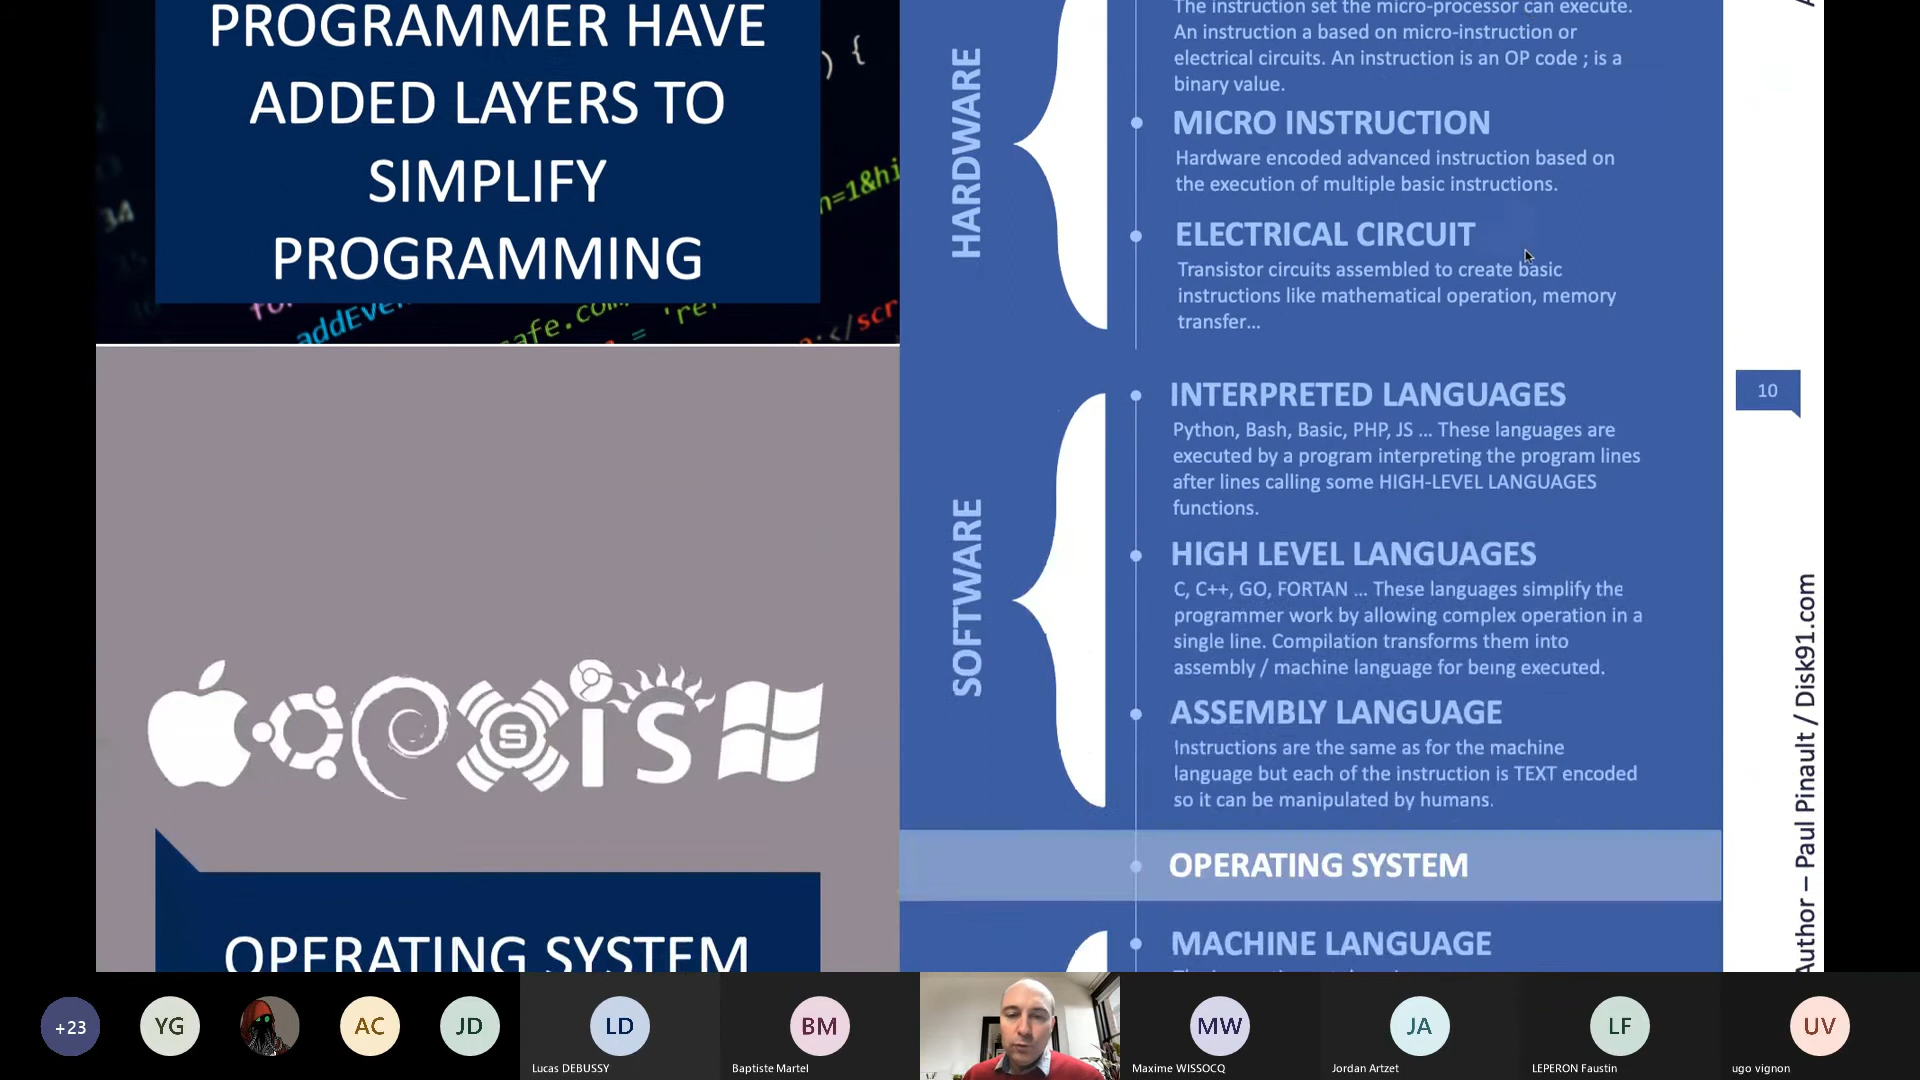 PROGRAMMER HAVE
ADDED LAYERS TO
SIMPLIFY
PROGRAMMING
) {
n=1&hi
34
for
addEve
safe.com
= 're
</scr
HARDWARE
The instruction set the micro-processor can execute.
An instruction a based on micro-instruction or
electrical circuits. An instruction is an OP code ; is a
binary value.
MICRO INSTRUCTION
Hardware encoded advanced instruction based on
the execution of multiple basic instructions.
ELECTRICAL CIRCUIT
Transistor circuits assembled to create basic
instructions like mathematical operation, memory
transfer...
SOFTWARE
INTERPRETED LANGUAGES
Python, Bash, Basic, PHP, JS ... These languages are
executed by a program interpreting the program lines
after lines calling some HIGH-LEVEL LANGUAGES
functions.
HIGH LEVEL LANGUAGES
C, C++, GO, FORTAN ... These languages simplify the
programmer work by allowing complex operation in a
single line. Compilation transforms them into
assembly / machine language for being executed.
ASSEMBLY LANGUAGE
Instructions are the same as for the machine
language but each of the instruction is TEXT encoded
so it can be manipulated by humans.
OPERATING SYSTEM
MACHINE LANGUAGE
10
Author – Paul Pinault / Disk91.com
S
is
OPERATING SYSTEM
+23
YG
AC
JD
LD
Lucas DEBUSSY
BM
Baptiste Martel
MW
Maxime WISSOCQ
JA
Jordan Artzet
LF
LEPERON Faustin
UV
ugo vignon